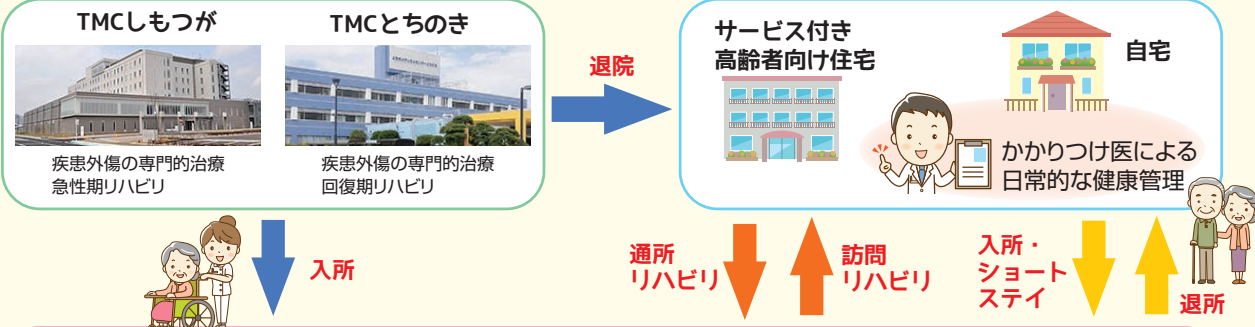 TMCしもつが
TMCとちのき
疾患外傷の専門的治療
急性期リハビリ
疾患外傷の専門的治療
回復期リハビリ
退院
サービス付き
高齢者向け住宅
自宅
かかりつけ医による
日常的な健康管理
入所
通所
リハビリ
訪問
リハビリ
入所・
ショート
ステイ
退所